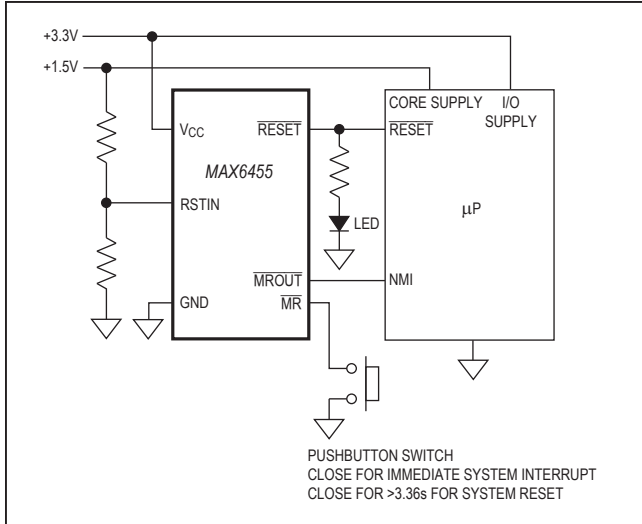 +3.3V
+1.5V
VCC
RESET
MAX6455
RSTIN
GND
MROUT
MR
LED
CORE SUPPLY
I/O
SUPPLY
RESET
µP
NMI
PUSHBUTTON SWITCH
CLOSE FOR IMMEDIATE SYSTEM INTERRUPT
CLOSE FOR >3.36s FOR SYSTEM RESET